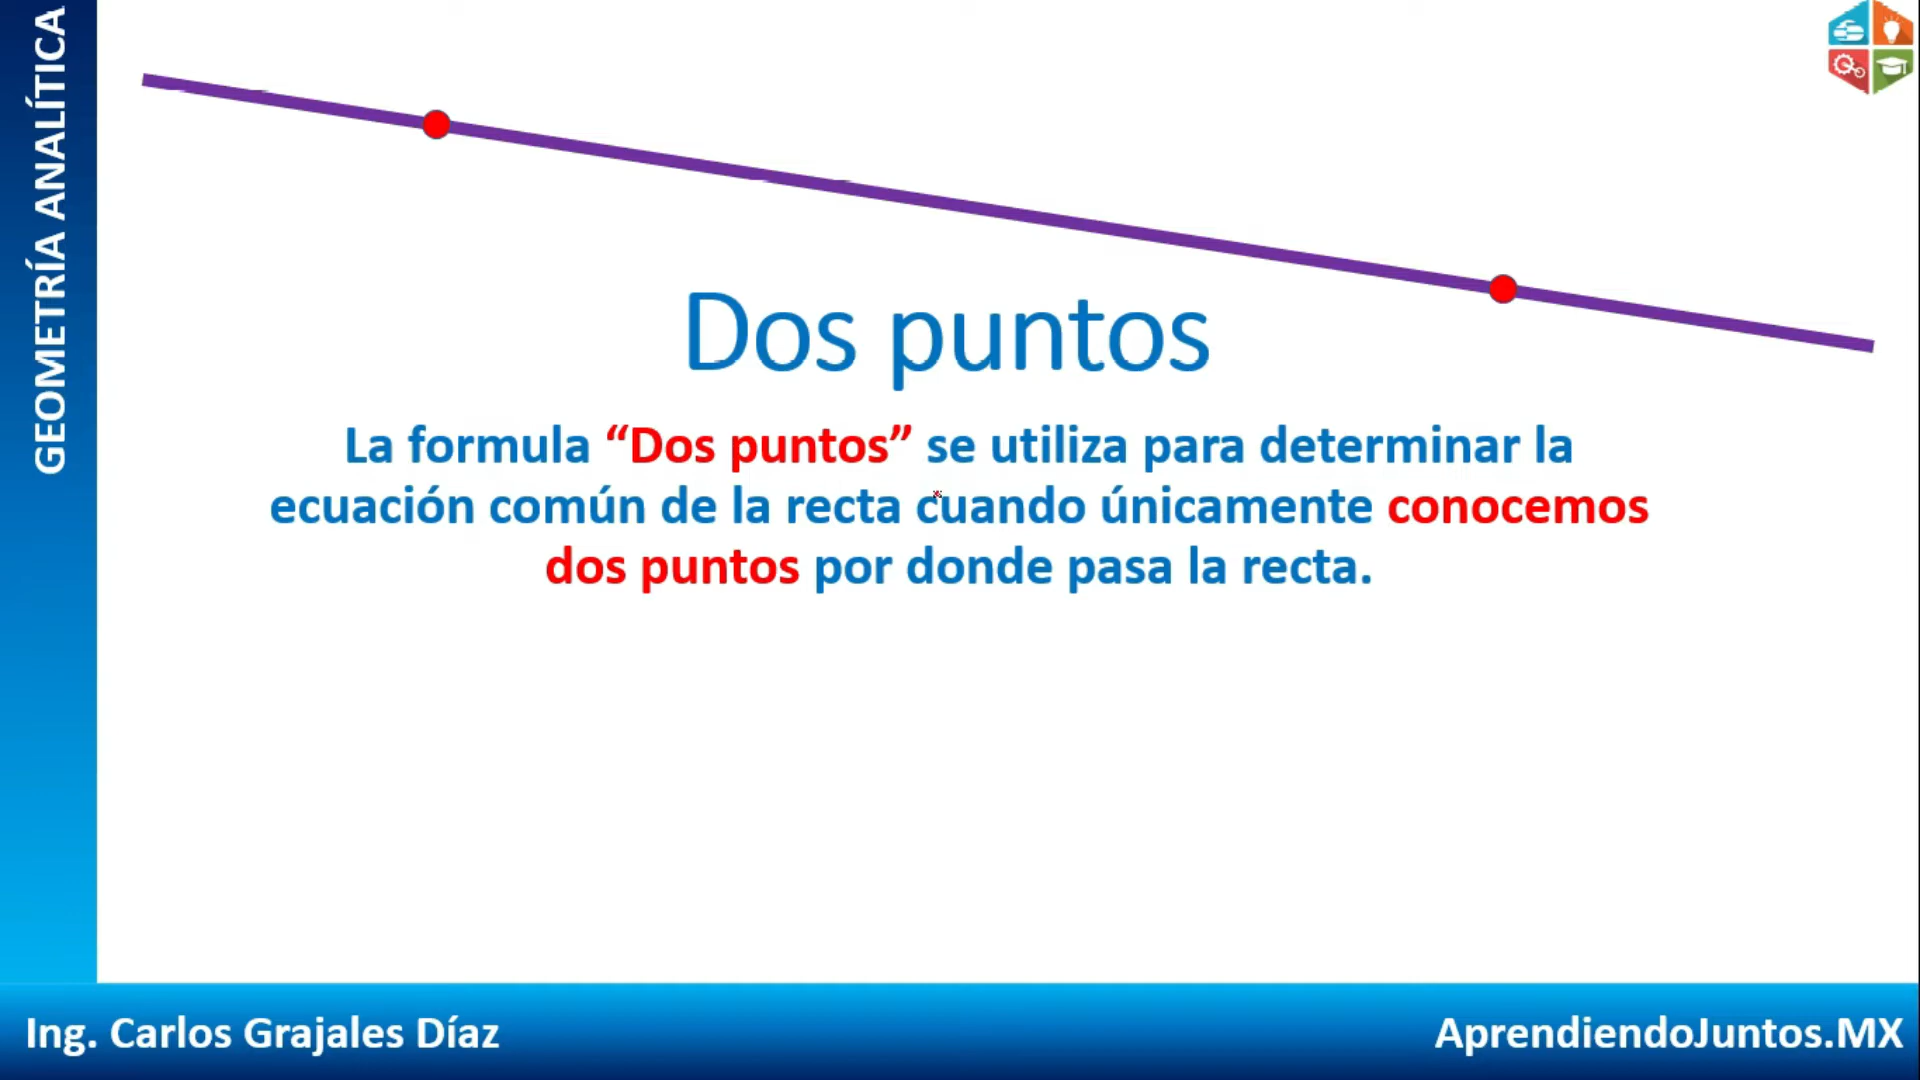 GEOMETRÍA ANALÍTICA
Dos puntos
La formula “Dos puntos” se utiliza para determinar la
ecuación común de la recta cuando únicamente conocemos
dos puntos por donde pasa la recta.
Ing. Carlos Grajales Díaz
AprendiendoJuntos.MX